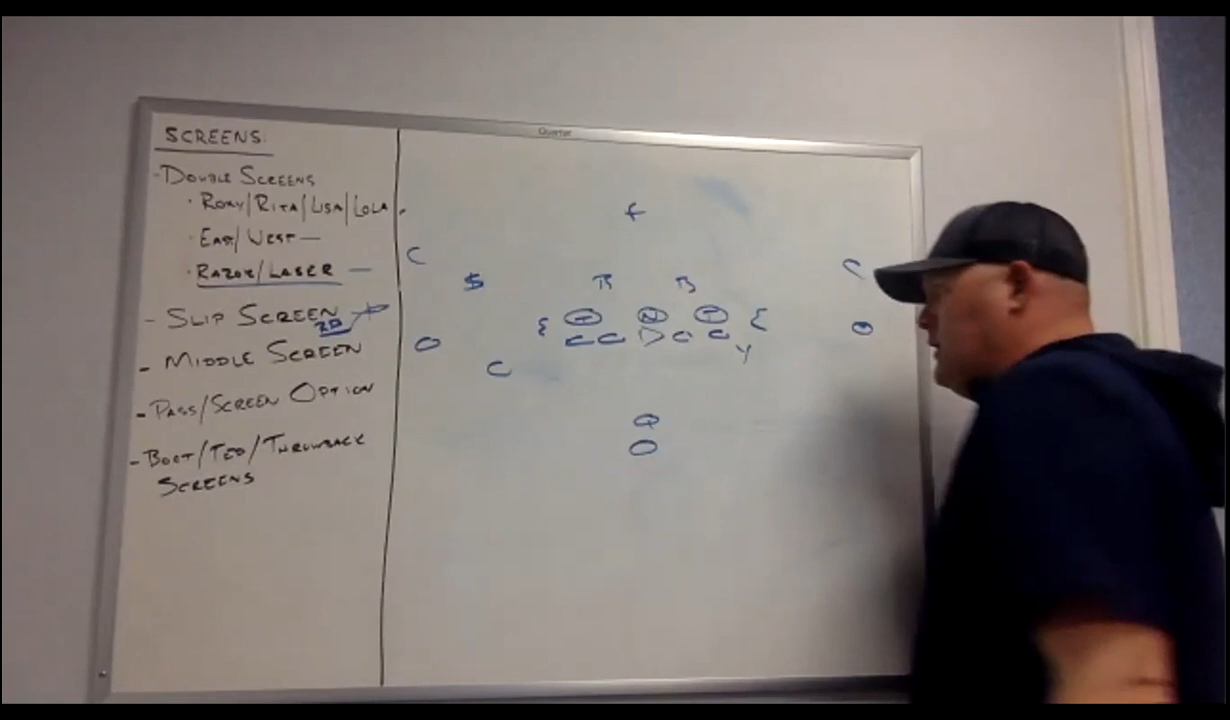 Quartet
SCREENS
- DOUBLE SCREENS
· ROXY/RITA/LISA/LOLA
· EAST/WEST —
· RAZOR/LASER —
- SLIP SCREEN
- MIDDLE SCREEN
- PASS/SCREEN OPTION
- BOOT/TED/THROWBACK
SCREENS
F
C
C
$
B B
E T N T E
Y
Q